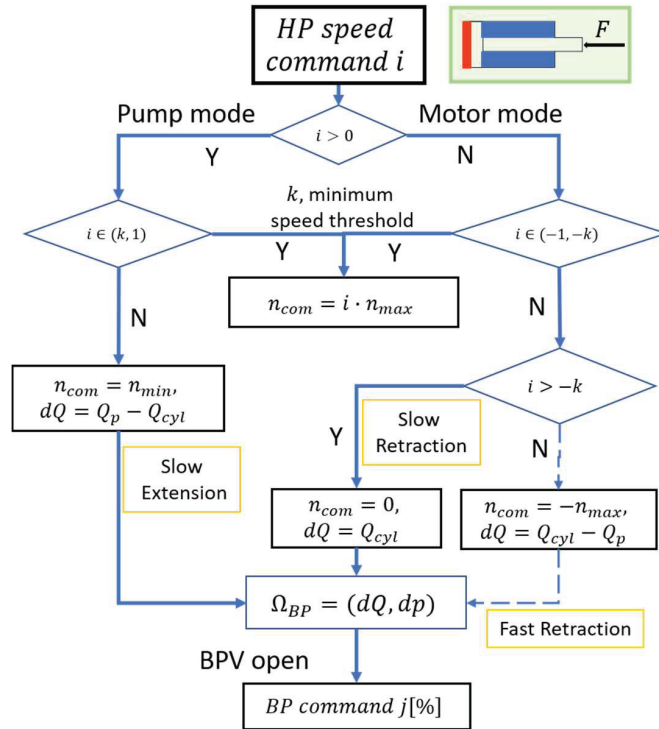 HP speed
command i
F
Pump mode
Motor mode
i > 0
Y
N
k, minimum
speed threshold
i ∈ (k, 1)
i ∈ (−1, −k)
Y
Y
n_com = i · n_max
N
N
n_com = n_min,
dQ = Q_p − Q_cyl
i > −k
Slow
Retraction
Y
N
Slow
Extension
n_com = 0,
dQ = Q_cyl
n_com = −n_max,
dQ = Q_cyl − Q_p
Ω_BP = (dQ, dp)
Fast Retraction
BPV open
BP command j[%]